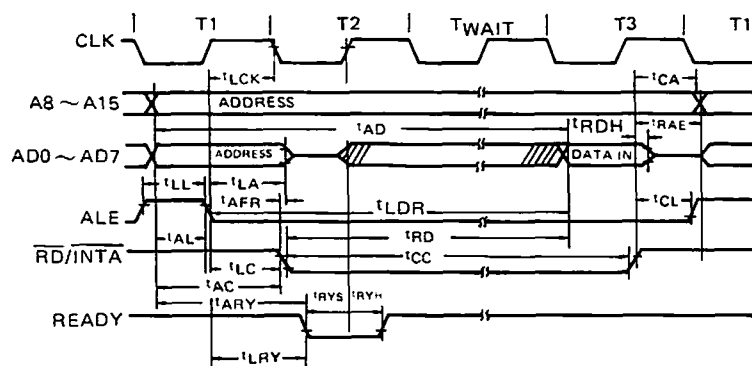 T1 T2 TWAIT T3 T1
CLK
tLCK tCA
A8 ~ A15 ADDRESS
tAD tRDH tRAE
AD0 ~ AD7 ADDRESS DATA IN
tLL tLA
tAFR tLDR tCL
ALE
tAL tRD
RD/INTA
tLC tCC
tAC
tARY tRYS tRYH
READY
tLRY